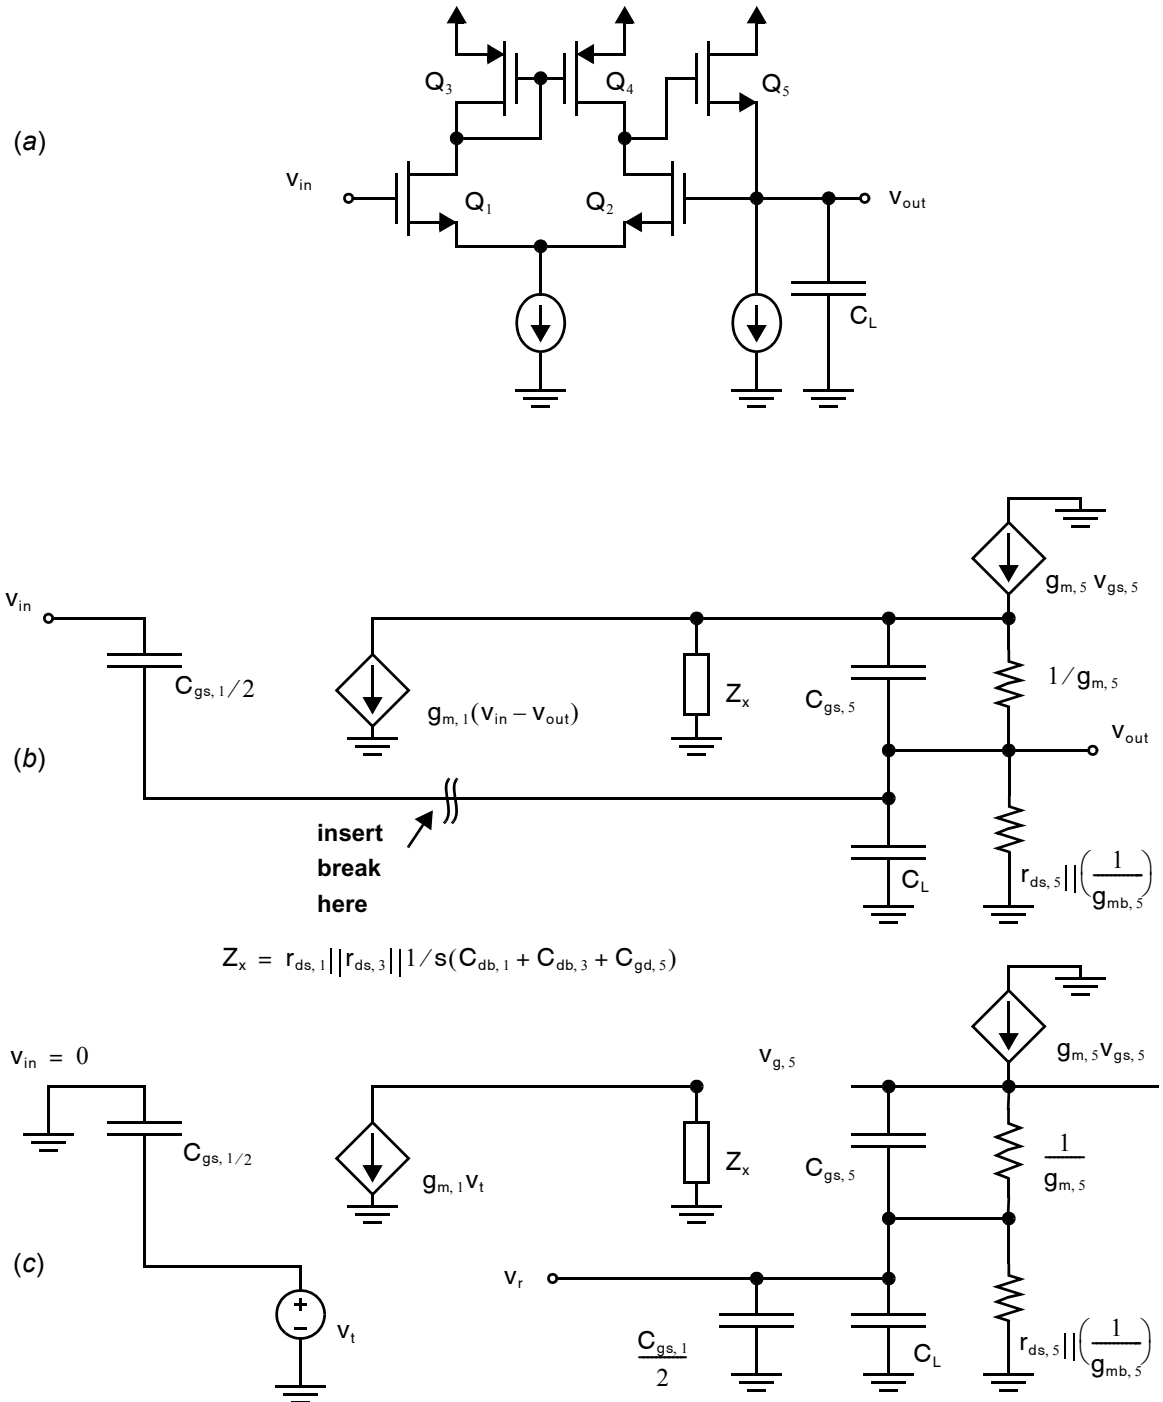 (a)
Q3
Q4
Q5
vin
Q1
Q2
vout
CL
(b)
vin
Cgs, 1/2
gm, 1(vin – vout)
Zx
Cgs, 5
gm, 5 vgs, 5
1/gm, 5
vout
insert
break
here
CL
rds, 5||(1/gmb, 5)
Zx = rds, 1||rds, 3||1/s(Cdb, 1 + Cdb, 3 + Cgd, 5)
(c)
vin = 0
Cgs, 1/2
gm, 1vt
Zx
vg, 5
Cgs, 5
gm, 5vgs, 5
1/gm, 5
vr
+
–
vt
Cgs, 1/2
CL
rds, 5||(1/gmb, 5)